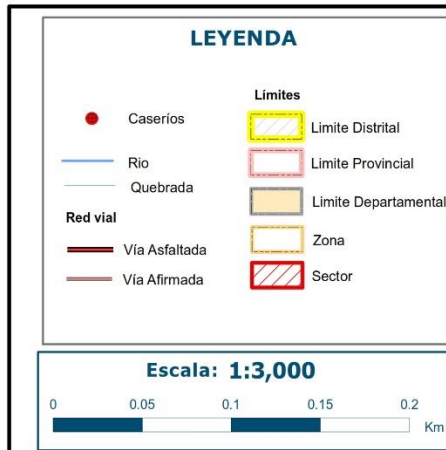 LEYENDA
Caseríos
Rio
Quebrada
Red vial
Vía Asfaltada
Vía Afirmada
Límites
Limite Distrital
Limite Provincial
Limite Departamental
Zona
Sector
Escala: 1:3,000
0 0.05 0.1 0.15 0.2
Km